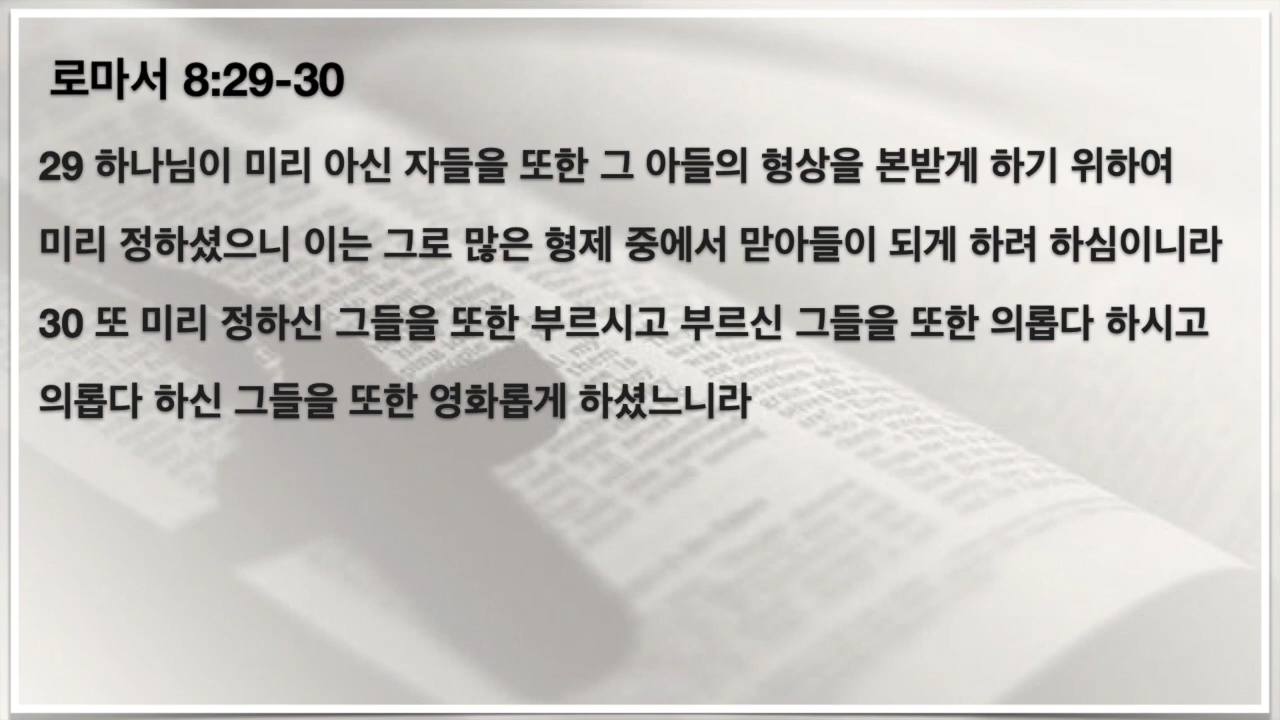 로마서 8:29-30
29 하나님이 미리 아신 자들을 또한 그 아들의 형상을 본받게 하기 위하여
미리 정하셨으니 이는 그로 많은 형제 중에서 맏아들이 되게 하려 하심이니라
30 또 미리 정하신 그들을 또한 부르시고 부르신 그들을 또한 의롭다 하시고
의롭다 하신 그들을 또한 영화롭게 하셨느니라